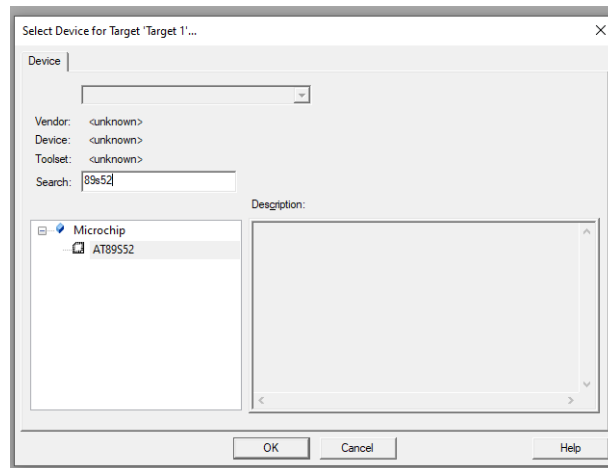 Select Device for Target 'Target 1'...
Device
Vendor: <unknown>
Device: <unknown>
Toolset: <unknown>
Search: 89s52
Description:
Microchip
AT89S52
OK Cancel Help